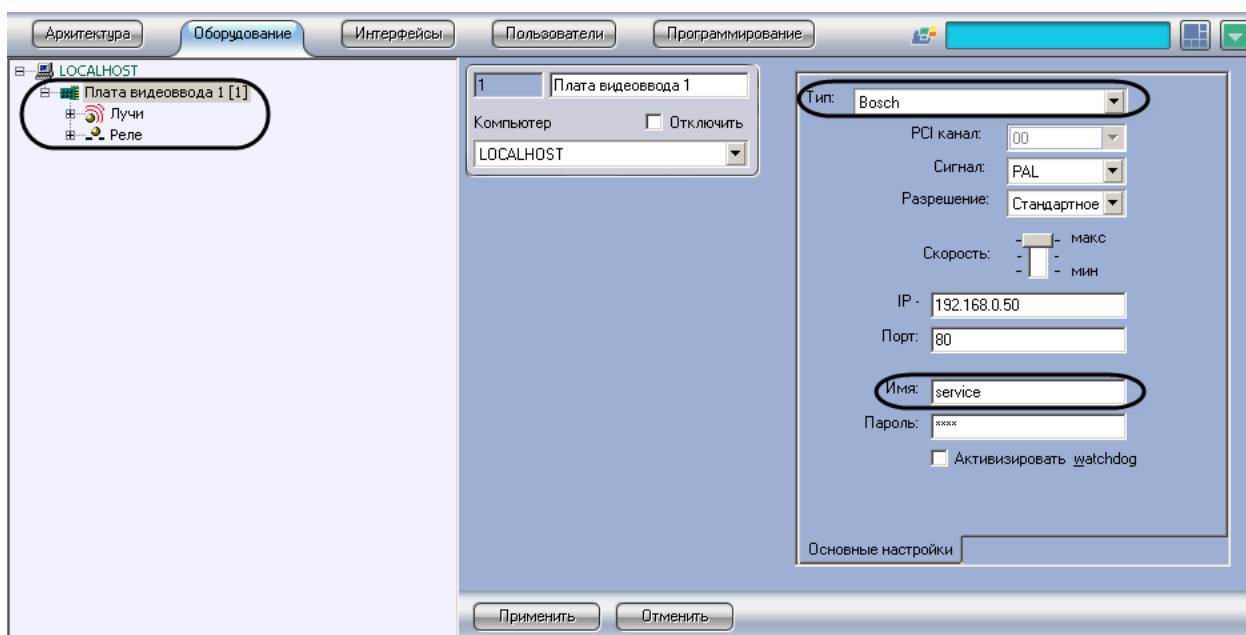 Архитектура Оборудование Интерфейсы Пользователи Программирование
LOCALHOST
Плата видеоввода 1 [1]
Лучи
Реле
1 Плата видеоввода 1
Компьютер Отключить
LOCALHOST
Тип: Bosch
PCI канал: 00
Сигнал: PAL
Разрешение: Стандартное
макс
Скорость:
мин
IP - 192.168.0.50
Порт: 80
Имя: service
Пароль: ****
Активизировать watchdog
Основные настройки
Применить Отменить